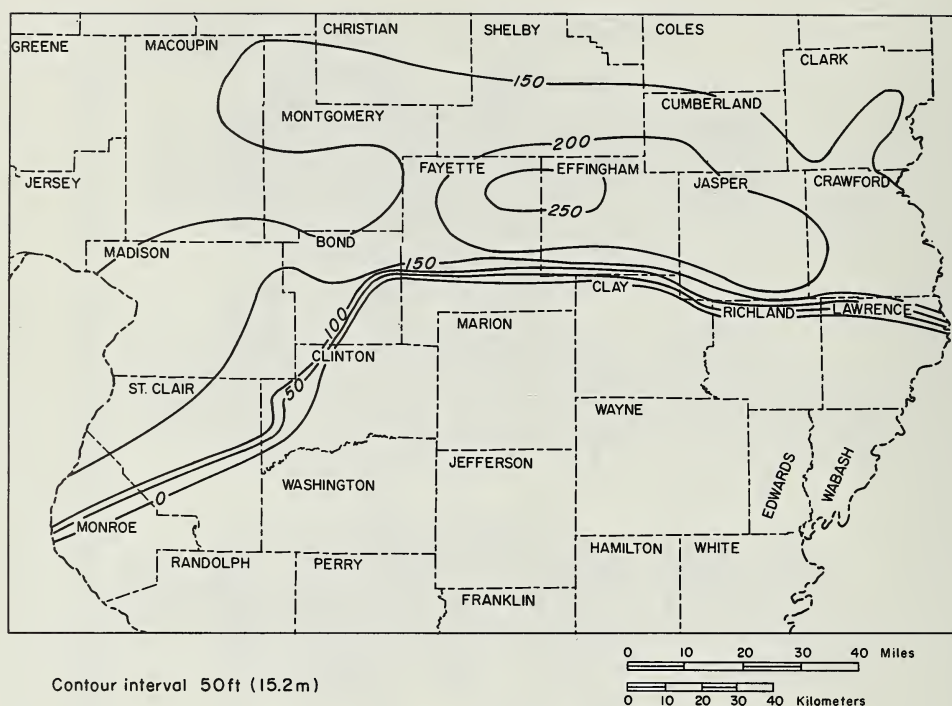 CHRISTIAN SHELBY COLES
GREENE MACOUPIN
CLARK
150
CUMBERLAND
MONTGOMERY
200
FAYETTE EFFINGHAM
JERSEY JASPER CRAWFORD
250
BOND
MADISON
150
CLAY
RICHLAND LAWRENCE
100
MARION
CLINTON
ST. CLAIR
50
WAYNE
JEFFERSON
EDWARDS
WABASH
WASHINGTON
0
MONROE
HAMILTON WHITE
RANDOLPH PERRY
FRANKLIN
0 10 20 30 40 Miles
Contour interval 50ft (15.2m)
0 10 20 30 40 Kilometers